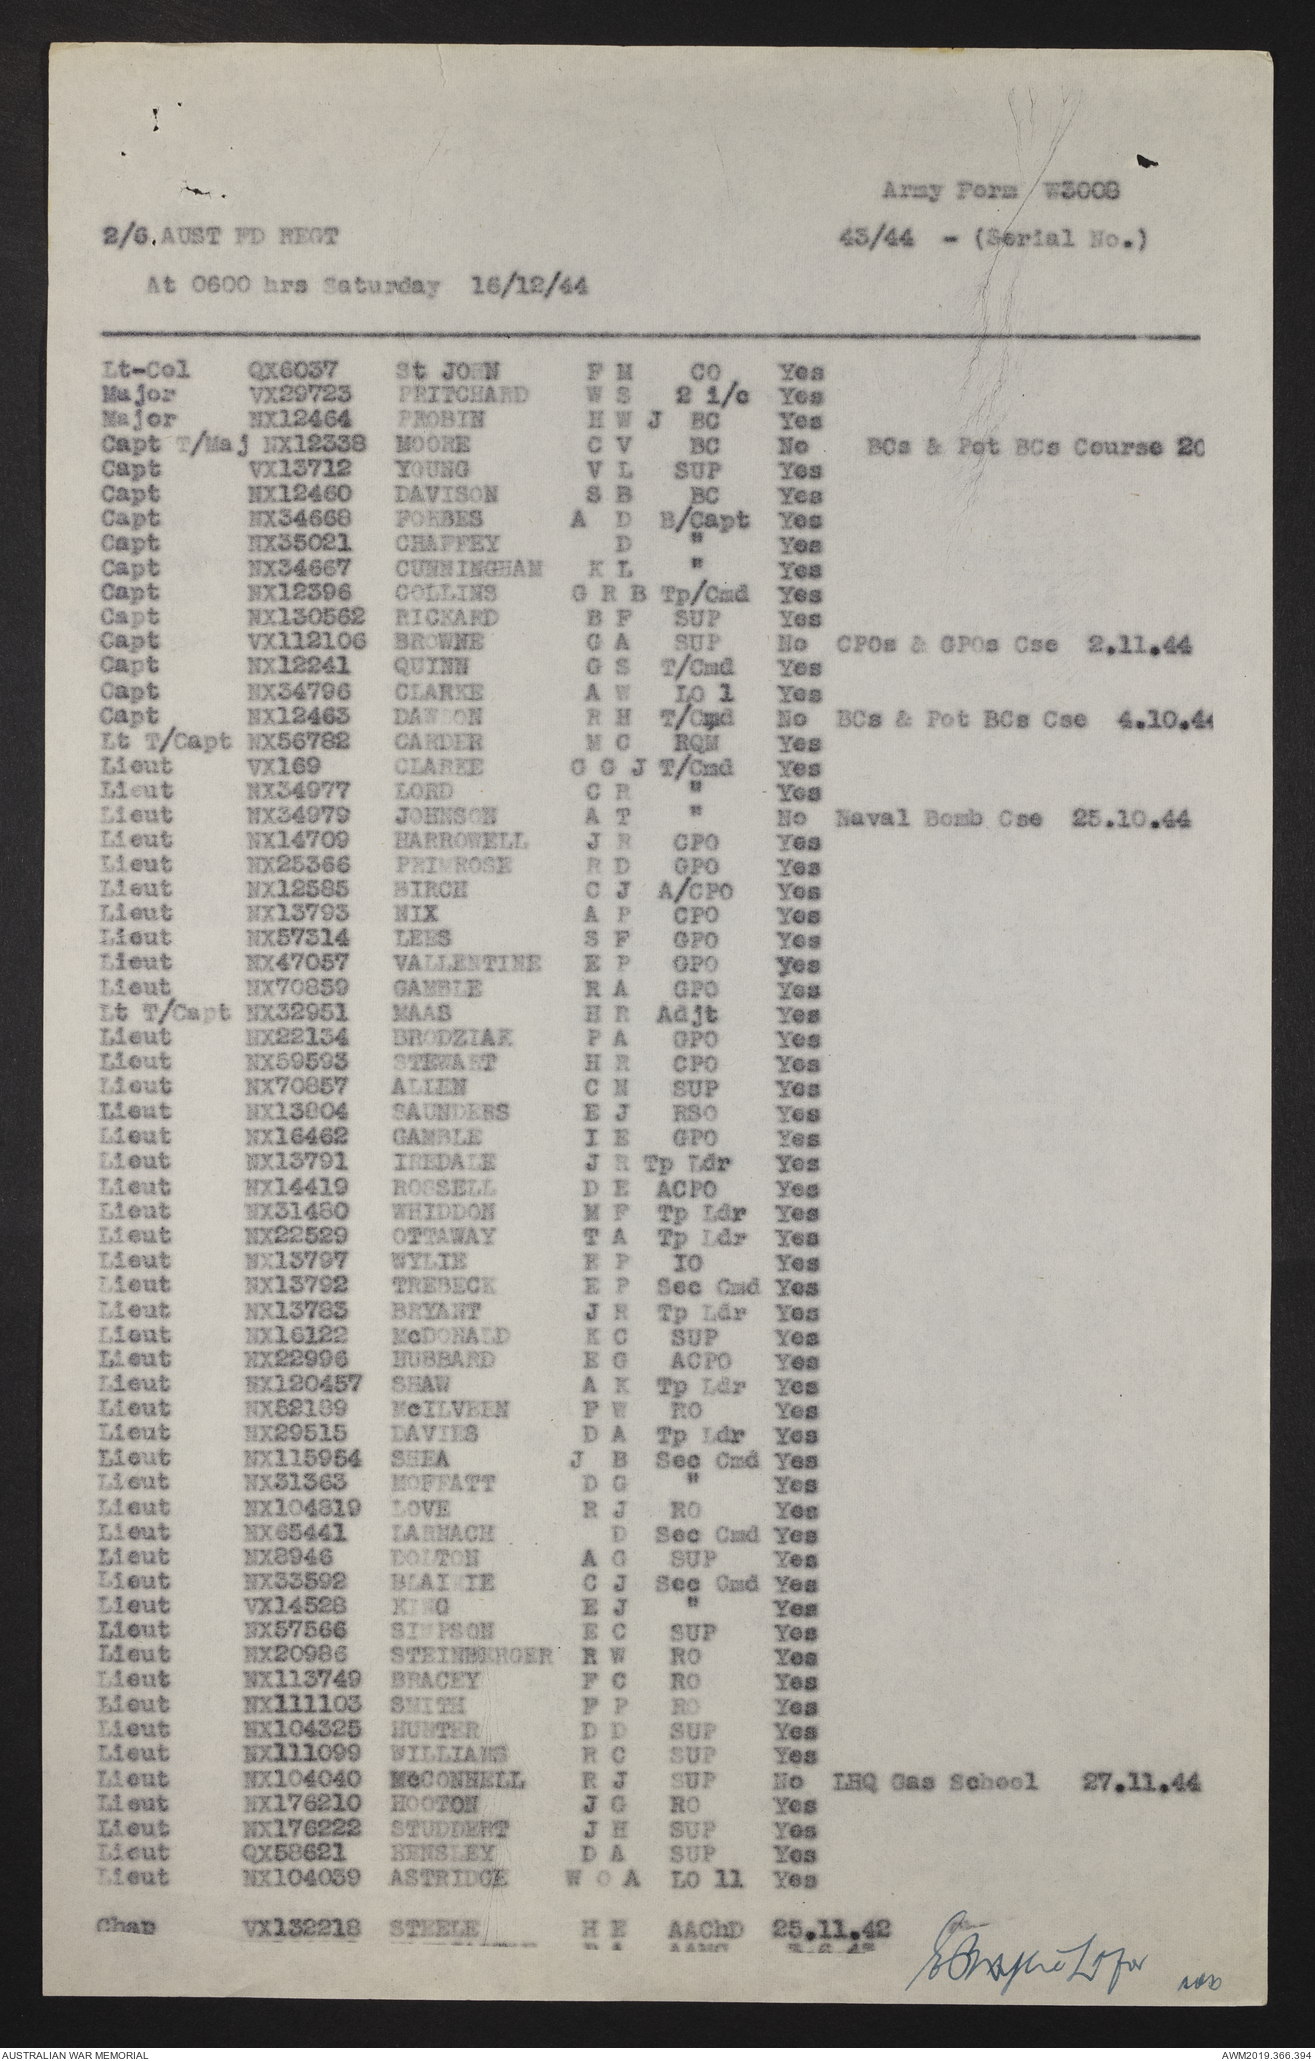 Army Form W3008
2/6 AUST FD REGT 43/44 - (Serial No.)
At 0600 hrs Saturday 16/12/44
Lt-Col QX6037 St JOHN F M CO Yes
Major VX29723 PRITCHARD W S 2 i/c Yes
Major NX12464 PROBIN H W J BC Yes
Capt T/Maj NX12338 MOORE C V BC No BCs & Pot BCs Course 20
Capt VX13712 YOUNG V L SUP Yes
Capt NX12460 DAVISON S B BC Yes
Capt NX34668 FORBES A D B/Capt Yes
Capt NX35021 CHAFFEY D " Yes
Capt NX34667 CUNNINGHAM K L " Yes
Capt NX12396 COLLINS G R B Tp/Cmd Yes
Capt NX130562 RICKARD B F SUP Yes
Capt VX112106 BROWNE G A SUP No CPOs & GPOs Cse 2.11.44
Capt NX12241 QUINN G S T/Cmd Yes
Capt NX34796 CLARKE A W LO 1 Yes
Capt NX12463 DAWSON R H T/Cmd No BCs & Pot BCs Cse 4.10.44
Lt T/Capt NX56782 CARDER M C RQM Yes
Lieut VX169 CLARKE G G J T/Cmd Yes
Lieut NX34977 LORD C R " Yes
Lieut NX34979 JOHNSON A T " No Naval Bomb Cse 25.10.44
Lieut NX14709 HARROWELL J R CPO Yes
Lieut NX25366 PRIMROSE R D GPO Yes
Lieut NX12585 BIRCH C J A/CPO Yes
Lieut NX13793 NIX A P CPO Yes
Lieut NX57314 LEES S F GPO Yes
Lieut NX47057 VALLENTINE E P GPO yes
Lieut NX70859 GAMBLE R A GPO Yes
Lt T/Capt NX32951 MAAS H R Adjt Yes
Lieut NX22134 BRODZIAK P A GPO Yes
Lieut NX59593 STEWART H R CPO Yes
Lieut NX70857 ALLEN C N SUP Yes
Lieut NX13804 SAUNDERS E J RSO Yes
Lieut NX16462 GAMBLE I E GPO Yes
Lieut NX13791 IREDALE J R Tp Ldr Yes
Lieut NX14419 ROSSELL D E ACPO Yes
Lieut NX31480 WHIDDON M F Tp Ldr Yes
Lieut NX22529 OTTAWAY T A Tp Ldr Yes
Lieut NX13797 WYLIE R P IO Yes
Lieut NX13792 TREBECK E P Sec Cmd Yes
Lieut NX13783 BRYANT J R Tp Ldr Yes
Lieut NX16122 McDONALD K C SUP Yes
Lieut NX22996 HUBBARD E G ACPO Yes
Lieut NX120457 SHAW A K Tp Ldr Yes
Lieut NX52189 McILVEEN F W RO Yes
Lieut NX29515 DAVIES D A Tp Ldr Yes
Lieut NX115954 SHEA J B Sec Cmd Yes
Lieut NX31363 MOFFATT D G " Yes
Lieut NX104819 LOVE R J RO Yes
Lieut NX65441 LARNACH D Sec Cmd Yes
Lieut NX8946 DOLTON A G SUP Yes
Lieut NX33592 BLAIKIE C J Sec Cmd Yes
Lieut VX14528 KING E J " Yes
Lieut NX57566 SIMPSON E C SUP Yes
Lieut NX20986 STEINBERGER R W RO Yes
Lieut NX113749 BRACEY F C RO Yes
Lieut NX111103 SMITH F P RO Yes
Lieut NX104325 HUNTER D D SUP Yes
Lieut NX111099 WILLIAMS R C SUP Yes
Lieut NX104040 McCONNELL R J SUP No LHQ Gas School 27.11.44
Lieut NX176210 HOOTON J G RO Yes
Lieut NX176222 STUDDERT J H SUP Yes
Lieut QX58621 HENSLEY D A SUP Yes
Lieut NX104039 ASTRIDGE W O A LO 11 Yes
Chap VX132218 STEELE H E AAChD 25.11.42
AUSTRALIAN WAR MEMORIAL AWM2019.366.394